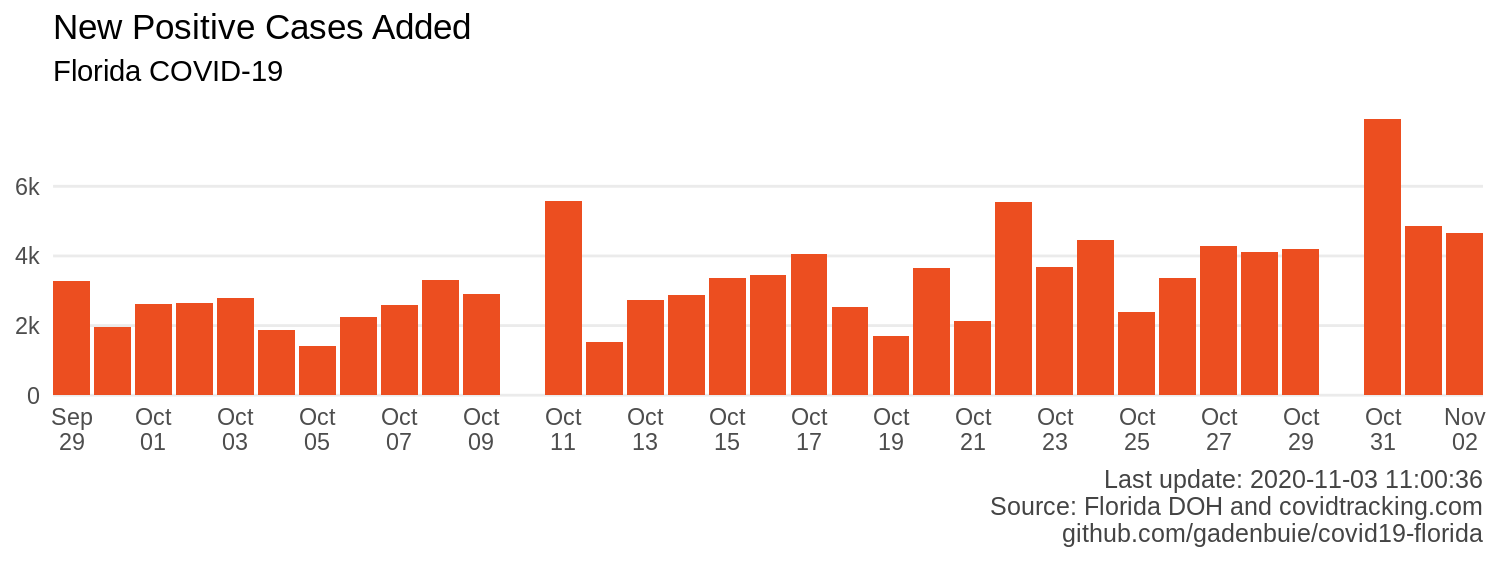 New Positive Cases Added
Florida COVID-19
6k
4k
2k
0
Sep Oct Oct Oct Oct Oct Oct Oct Oct Oct Oct Oct Oct Oct Oct Oct Oct Nov
29 01 03 05 07 09 11 13 15 17 19 21 23 25 27 29 31 02
Last update: 2020-11-03 11:00:36
Source: Florida DOH and covidtracking.com
github.com/gadenbuie/covid19-florida